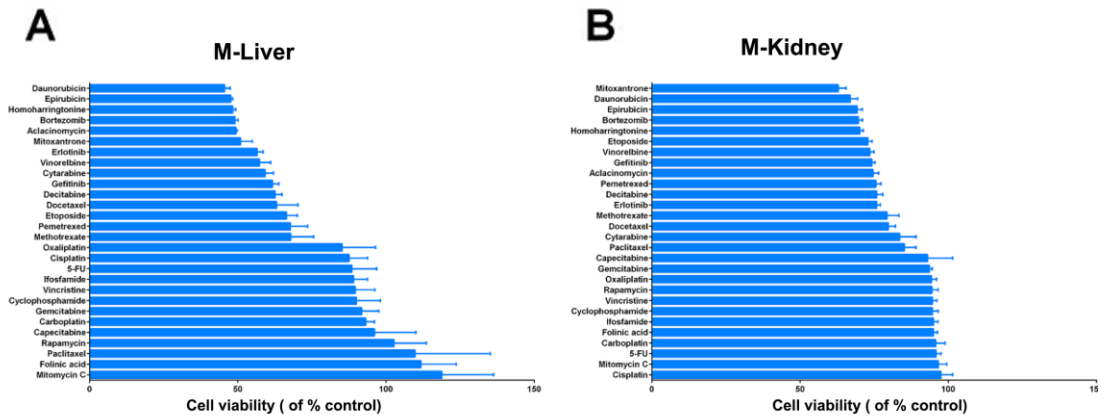 A
M-Liver
Daunorubicin
Epirubicin
Homoharringtonine
Bortezomib
Aclacinomycin
Mitoxantrone
Erlotinib
Vinorelbine
Cytarabine
Gefitinib
Decitabine
Docetaxel
Etoposide
Pemetrexed
Methotrexate
Oxaliplatin
Cisplatin
5-FU
Ifosfamide
Vincristine
Cyclophosphamide
Gemcitabine
Carboplatin
Capecitabine
Rapamycin
Paclitaxel
Folinic acid
Mitomycin C
0 50 100 150
Cell viability ( of % control)
B
M-Kidney
Mitoxantrone
Daunorubicin
Epirubicin
Bortezomib
Homoharringtonine
Etoposide
Vinorelbine
Gefitinib
Aclacinomycin
Pemetrexed
Decitabine
Erlotinib
Methotrexate
Docetaxel
Cytarabine
Paclitaxel
Capecitabine
Gemcitabine
Oxaliplatin
Rapamycin
Vincristine
Cyclophosphamide
Ifosfamide
Folinic acid
Carboplatin
5-FU
Mitomycin C
Cisplatin
0 50 100 15
Cell viability ( of % control)